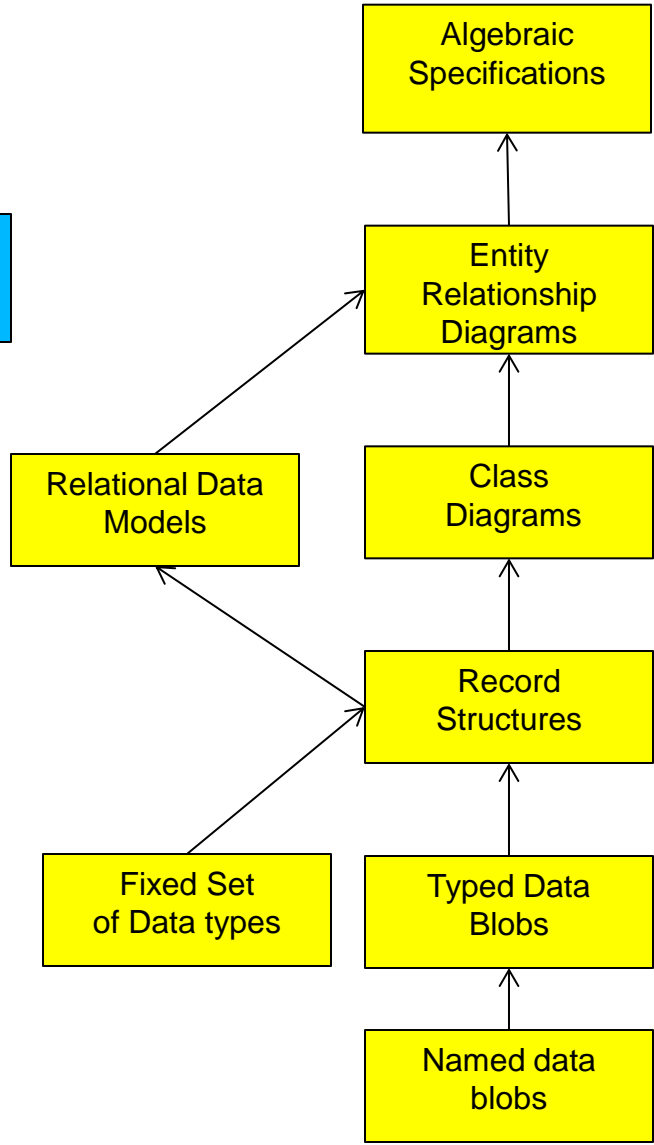 Algebraic
Specifications
Entity
Relationship
Diagrams
Relational Data
Models
Class
Diagrams
Record
Structures
Fixed Set
of Data types
Typed Data
Blobs
Named data
blobs